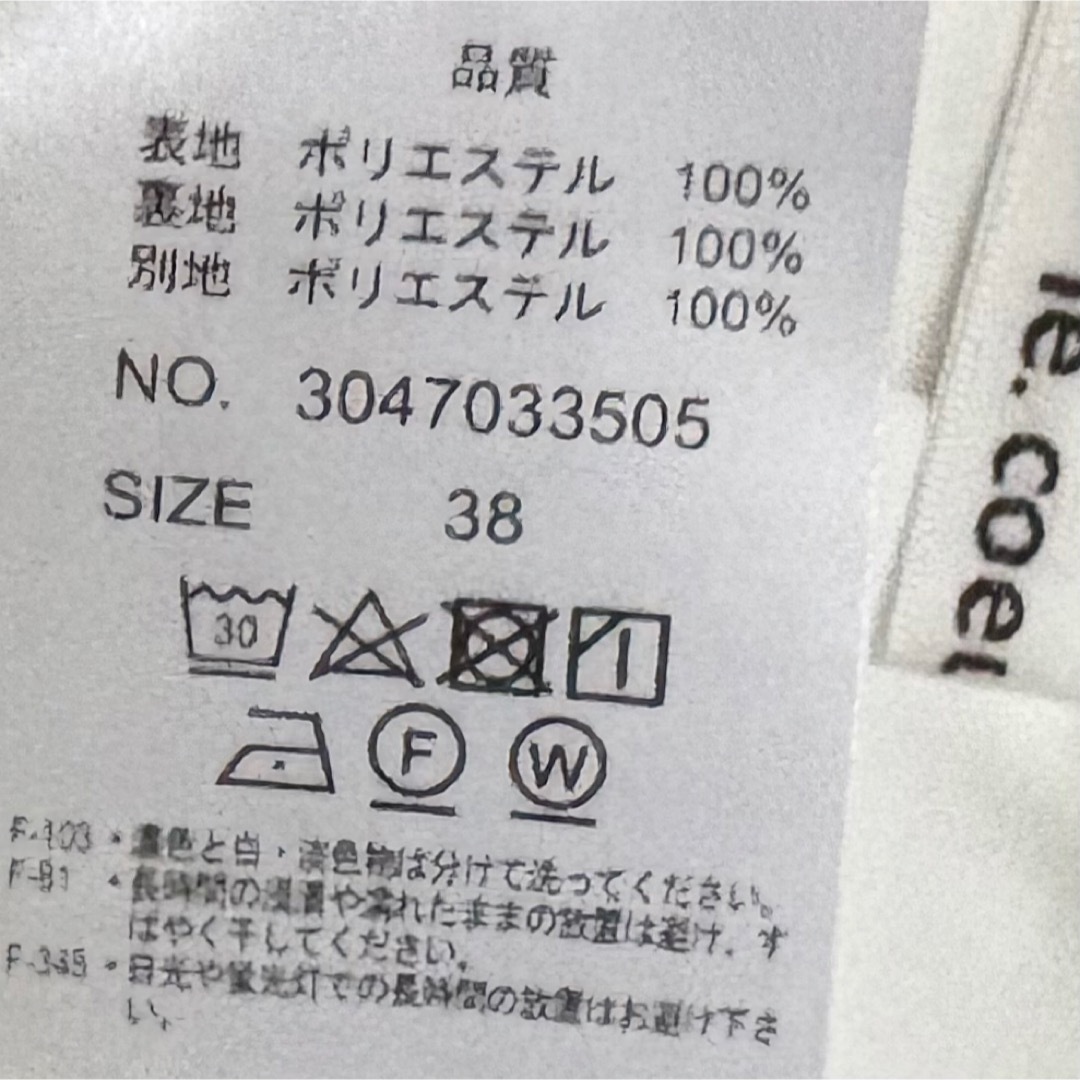 品質
表地 ポリエステル 100%
裏地 ポリエステル 100%
別地 ポリエステル 100%
NO. 3047033505
SIZE 38
30
F W
F-103・濃色と白・淡色物は分けて洗ってください。
F-81・長時間の浸漬や濡れたままの放置は避け、す
ばやく干してください。
F-335・日光や蛍光灯での長時間の放置はお避け下さ
い。
e.coe